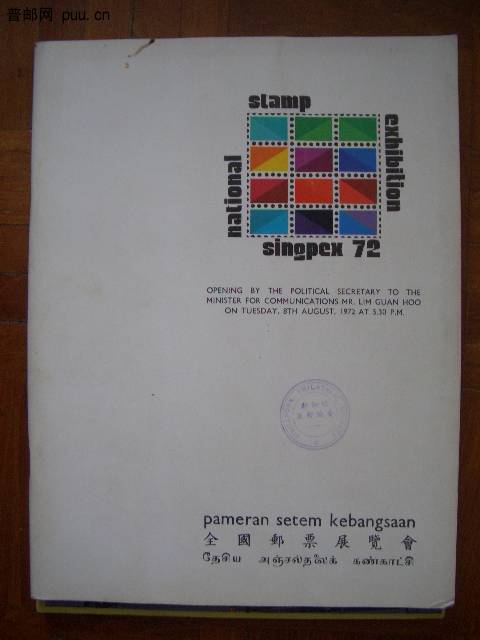 普邮网 puu.cn
stamp
exhibition
national
singpex 72
OPENING BY THE POLITICAL SECRETARY TO THE
MINISTER FOR COMMUNICATIONS MR. LIM GUAN HOO
ON TUESDAY, 8TH AUGUST, 1972 AT 5.30 P.M.
pameran setem kebangsaan
全國郵票展覽會
தேசிய அஞ்சல்தலைக் கண்காட்சி